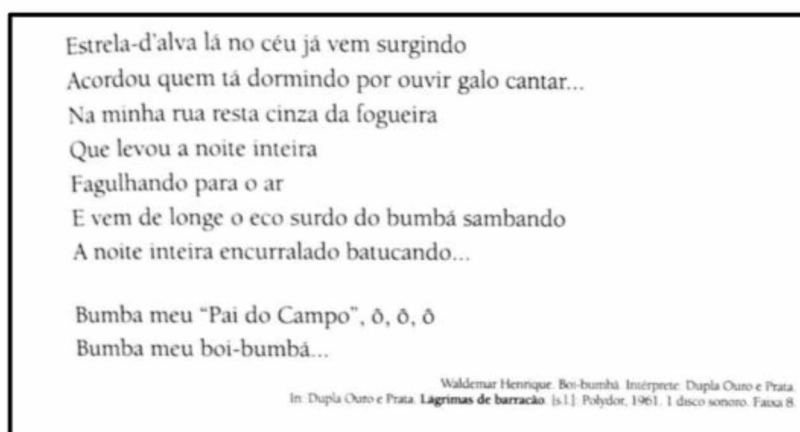 Estrela-d'alva lá no céu já vem surgindo
Acordou quem tá dormindo por ouvir galo cantar...
Na minha rua resta cinza da fogueira
Que levou a noite inteira
Fagulhando para o ar
E vem de longe o eco surdo do bumbá sambando
A noite inteira encurralado batucando...
Bumba meu "Pai do Campo", ô, ô, ô
Bumba meu boi-bumbá...
Waldemar Henrique. Boi-bumbá. Intérprete: Dupla Ouro e Prata.
In: Dupla Ouro e Prata. Lágrimas de barracão. [s.l.]: Polydor, 1961. 1 disco sonoro. Faixa 8.